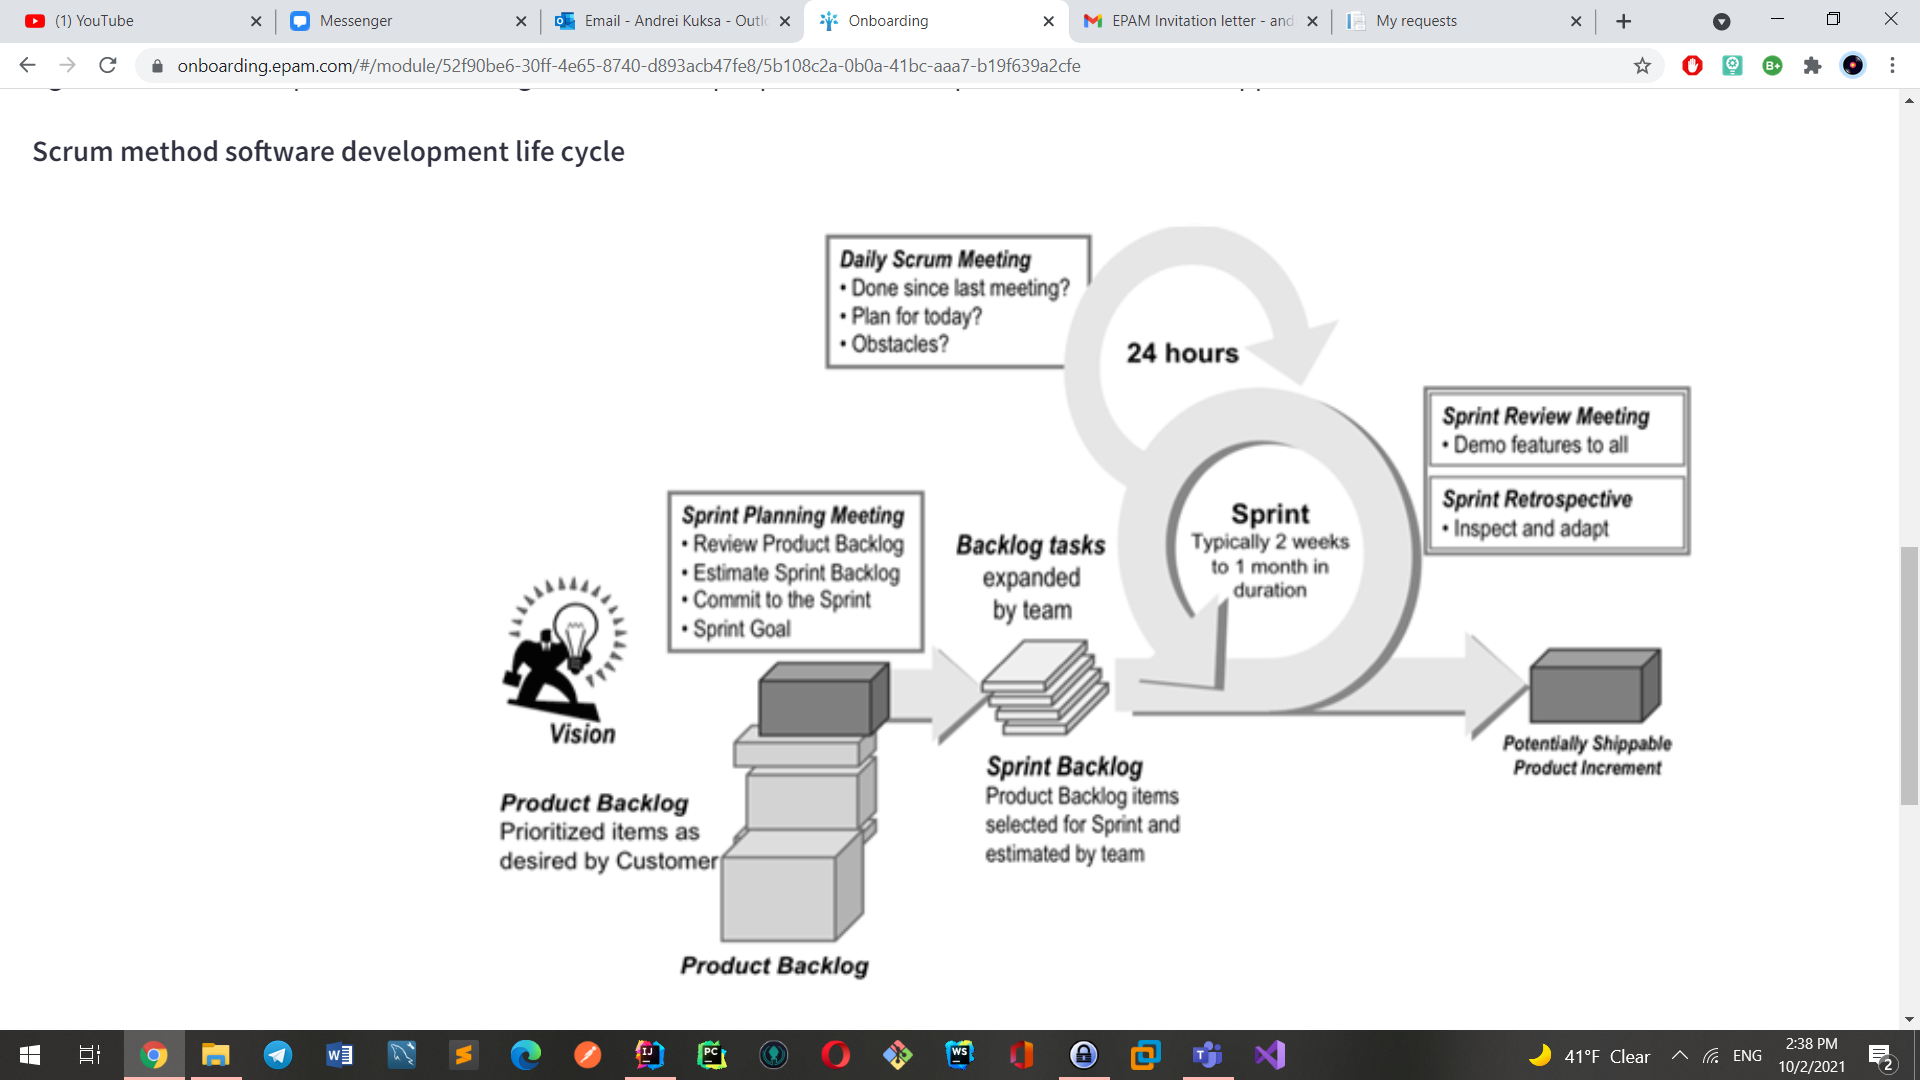 (1) YouTube
Messenger
Email - Andrei Kuksa - Outl
Onboarding
EPAM Invitation letter - and
My requests
onboarding.epam.com/#/module/52f90be6-30ff-4e65-8740-d893acb47fe8/5b108c2a-0b0a-41bc-aaa7-b19f639a2cfe
Scrum method software development life cycle
Daily Scrum Meeting
• Done since last meeting?
• Plan for today?
• Obstacles?
24 hours
Sprint Review Meeting
• Demo features to all
Sprint Retrospective
• Inspect and adapt
Sprint Planning Meeting
• Review Product Backlog
• Estimate Sprint Backlog
• Commit to the Sprint
• Sprint Goal
Backlog tasks
expanded
by team
Sprint
Typically 2 weeks
to 1 month in
duration
Vision
Product Backlog
Prioritized items as
desired by Customer
Sprint Backlog
Product Backlog items
selected for Sprint and
estimated by team
Potentially Shippable
Product Increment
Product Backlog
41°F Clear
ENG
2:38 PM
10/2/2021
2